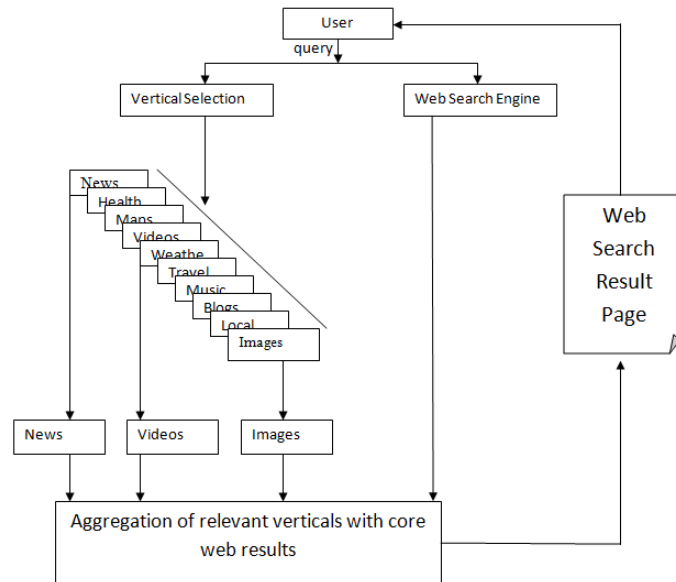 User
query
Vertical Selection
Web Search Engine
News
Health
Maps
Videos
Weathe
Travel
Music
Blogs
Local
Images
Web
Search
Result
Page
News
Videos
Images
Aggregation of relevant verticals with core
web results